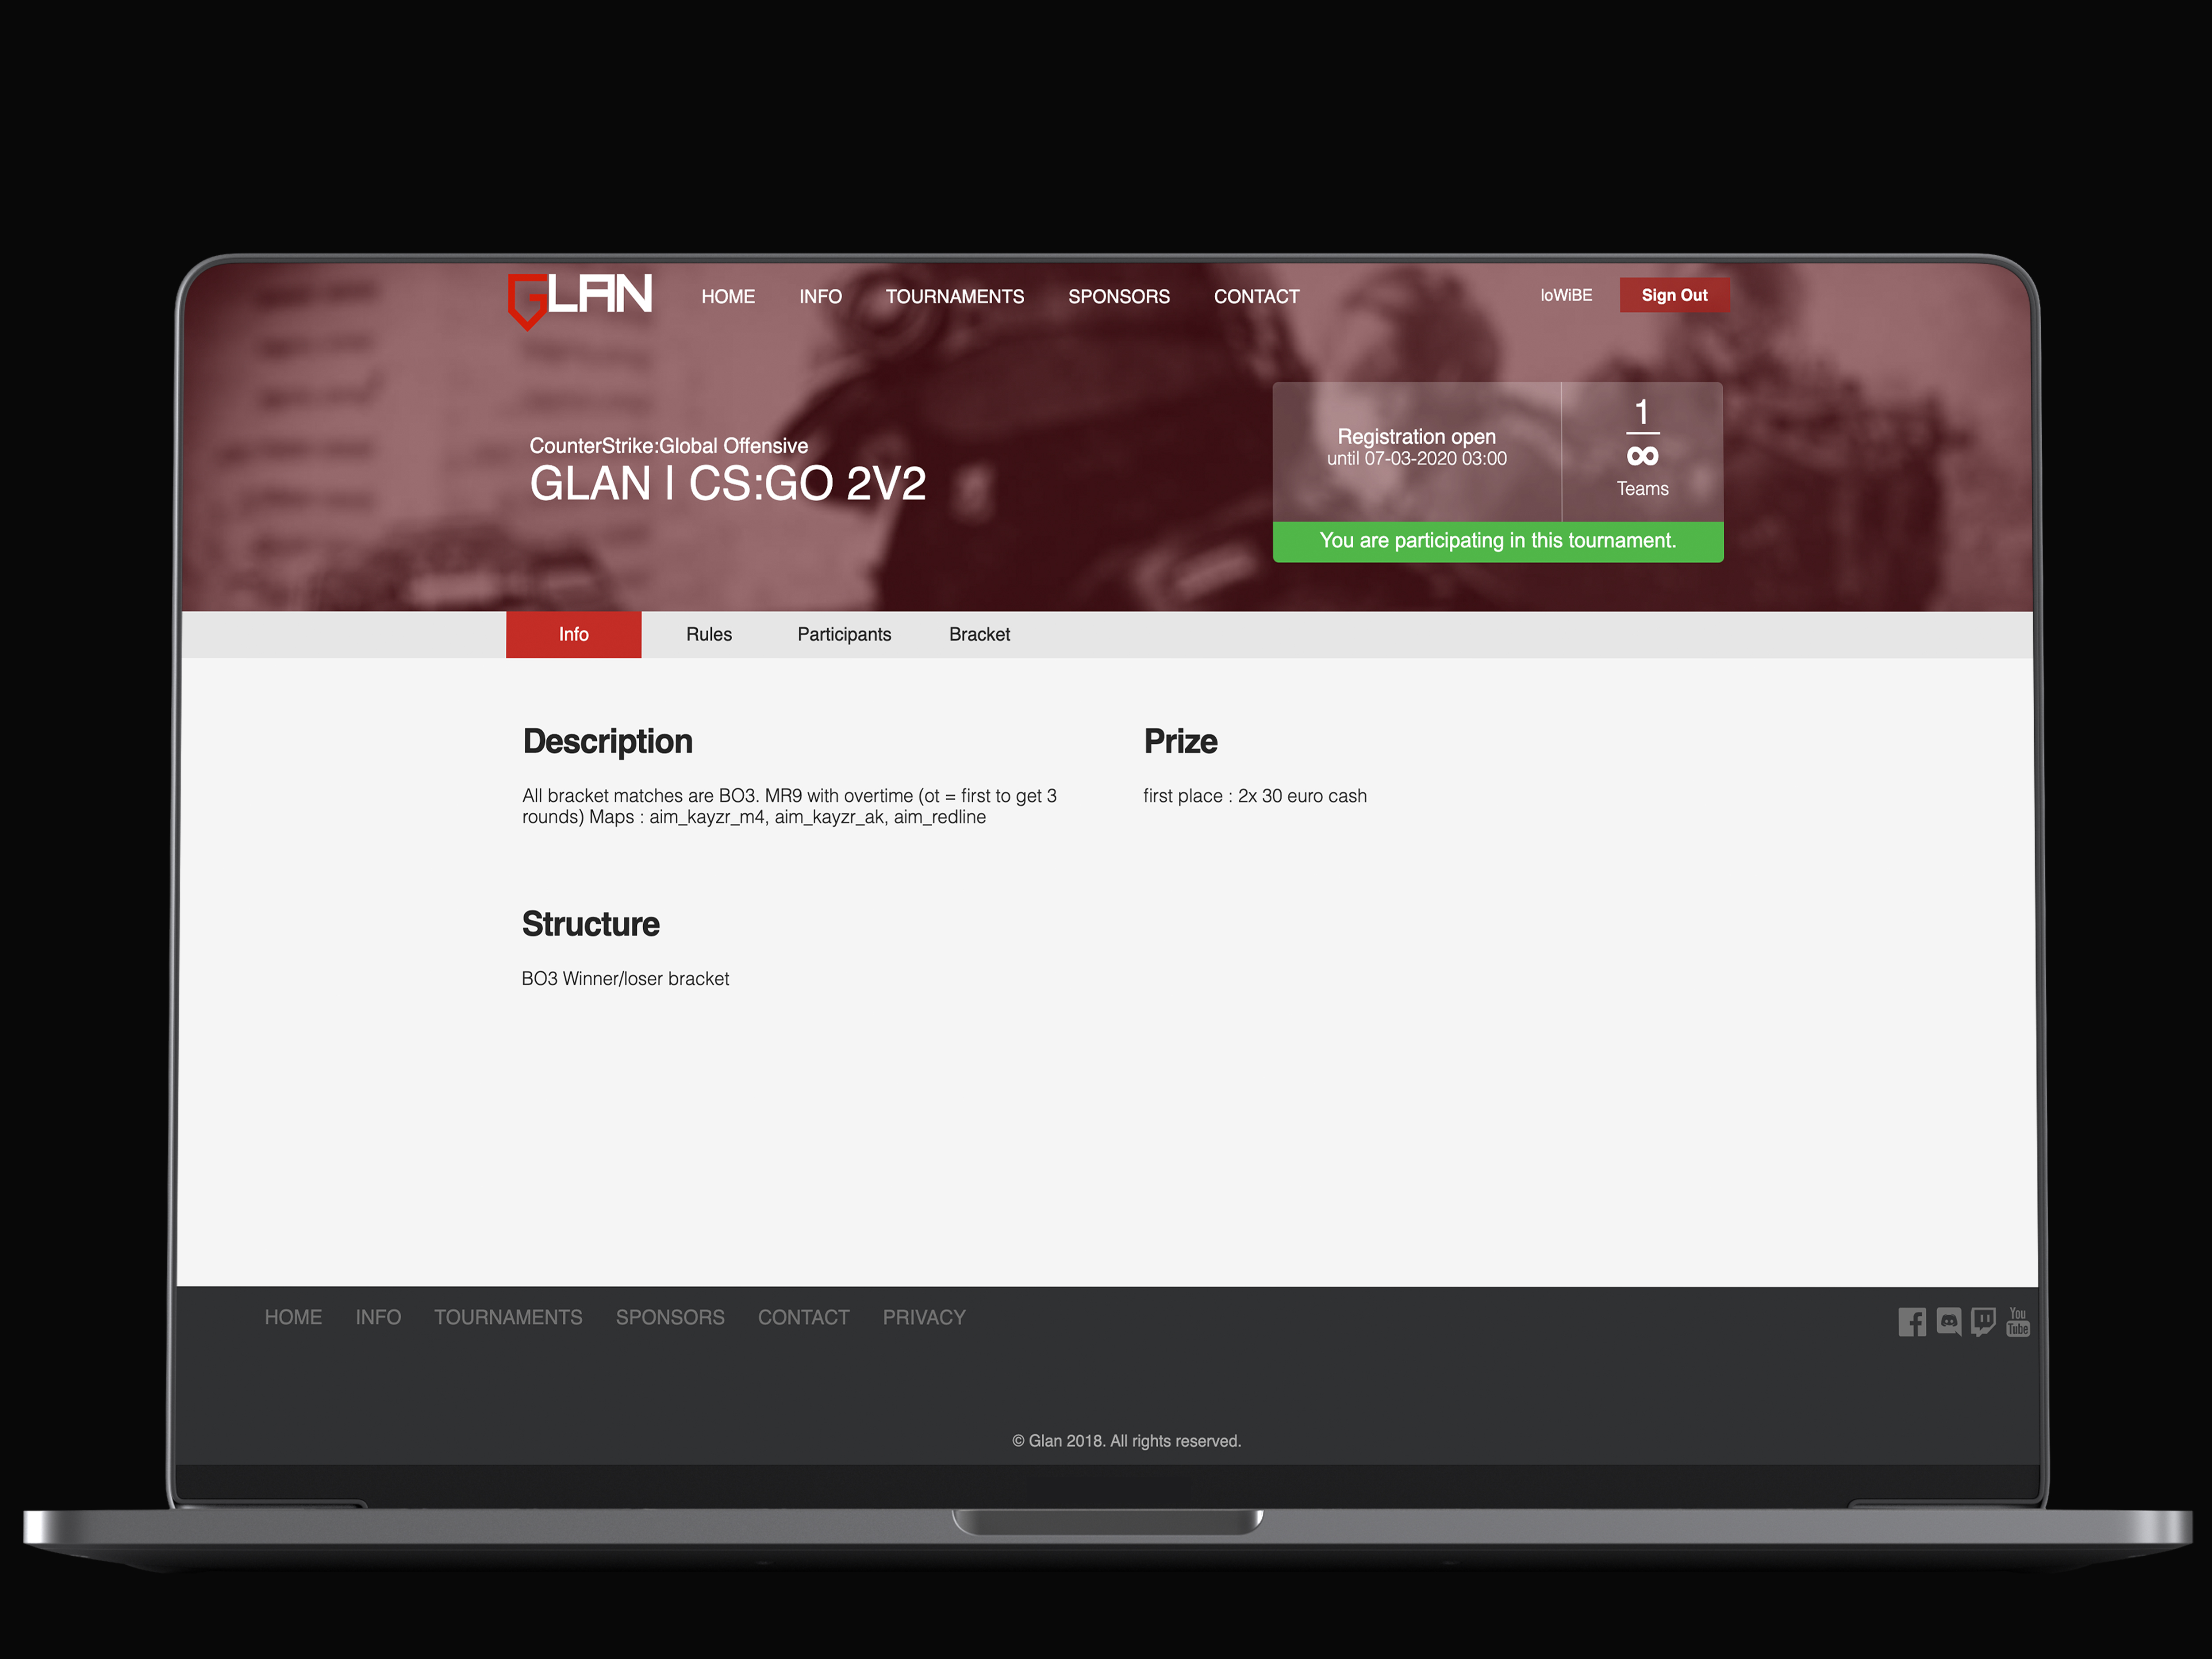 GLAN
HOME INFO TOURNAMENTS SPONSORS CONTACT
loWiBE
Sign Out
CounterStrike:Global Offensive
GLAN | CS:GO 2V2
Registration open
until 07-03-2020 03:00
1
∞
Teams
You are participating in this tournament.
Info Rules Participants Bracket
Description
All bracket matches are BO3. MR9 with overtime (ot = first to get 3
rounds) Maps : aim_kayzr_m4, aim_kayzr_ak, aim_redline
Prize
first place : 2x 30 euro cash
Structure
BO3 Winner/loser bracket
HOME INFO TOURNAMENTS SPONSORS CONTACT PRIVACY
You
Tube
© Glan 2018. All rights reserved.